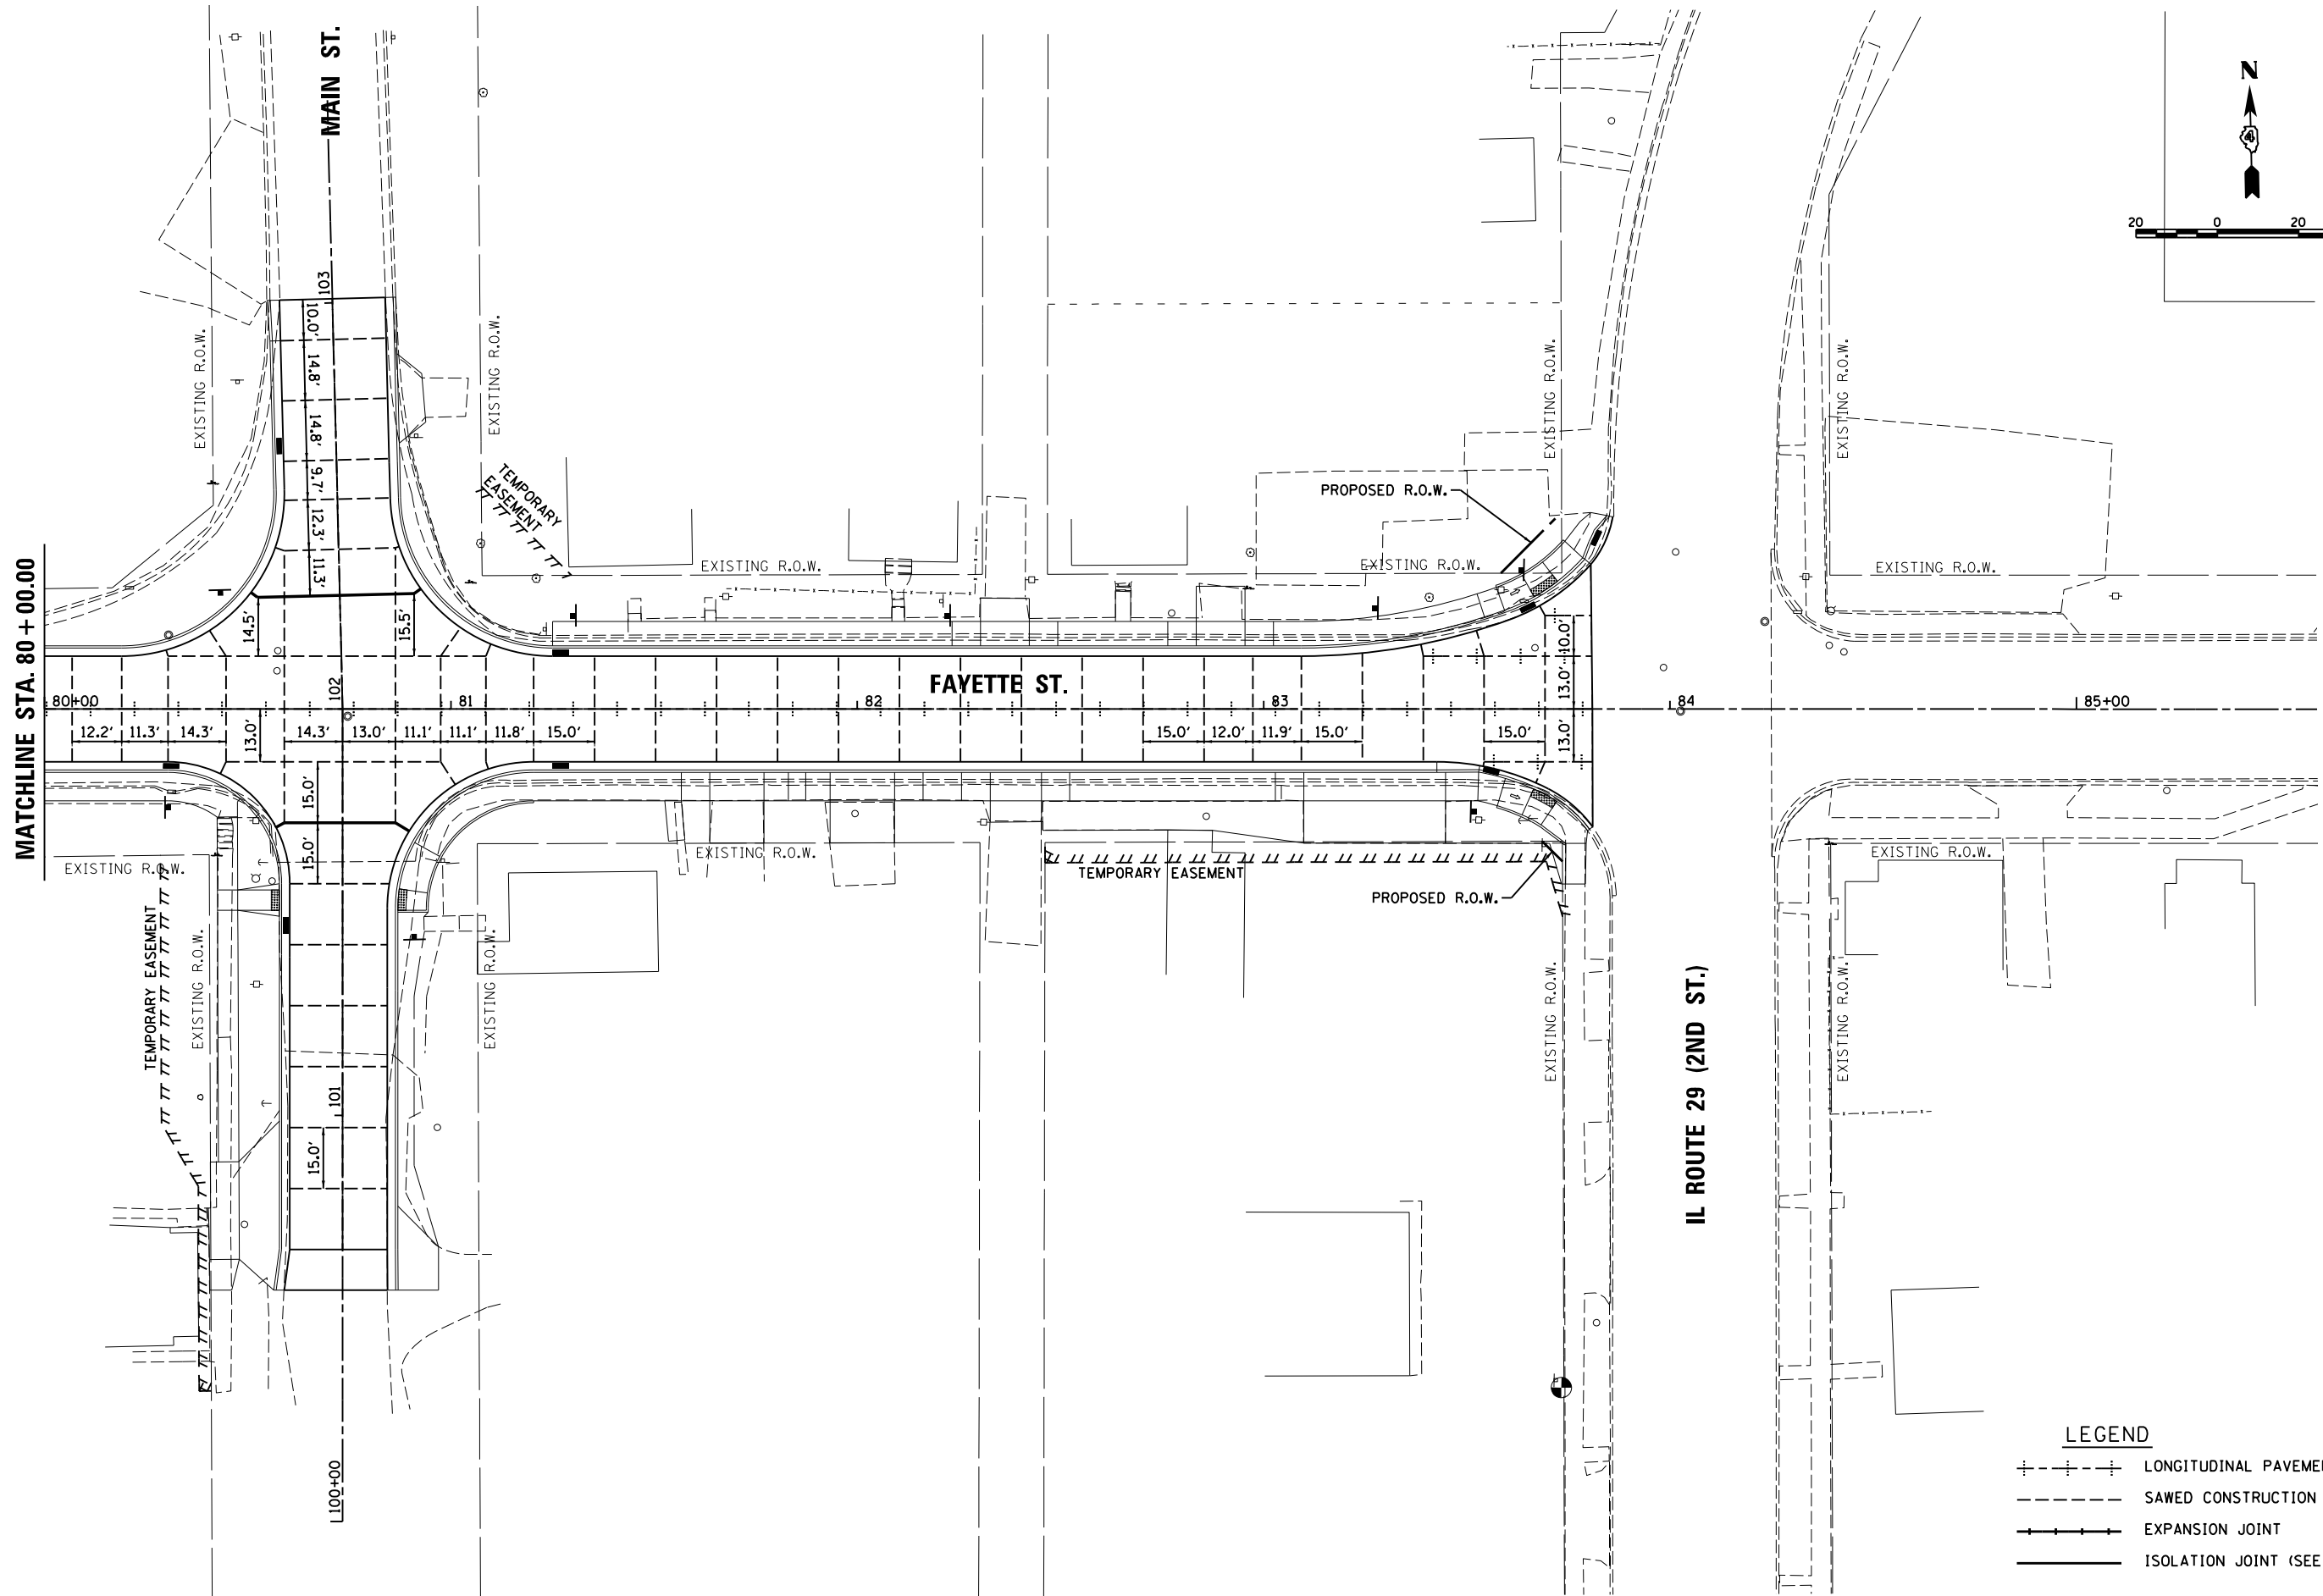 MAIN ST.
N
4
20 0 20
103
10.0'
14.8'
14.8'
9.7'
12.3'
11.3'
EXISTING R.O.W.
EXISTING R.O.W.
TEMPORARY
EASEMENT
EXISTING R.O.W.
PROPOSED R.O.W.
EXISTING R.O.W.
EXISTING R.O.W.
EXISTING R.O.W.
EXISTING R.O.W.
MATCHLINE STA. 80+00.00
14.5'
15.5'
10.0'
13.0'
13.0'
FAYETTE ST.
80+00
102
81
82
83
84
85+00
12.2' 11.3' 14.3' 13.0' 14.3' 13.0' 11.1' 11.1' 11.8' 15.0'
15.0' 12.0' 11.9' 15.0' 15.0'
15.0'
15.0'
EXISTING R.O.W.
EXISTING R.O.W.
TEMPORARY EASEMENT
PROPOSED R.O.W.
EXISTING R.O.W.
TEMPORARY EASEMENT
EXISTING R.O.W.
EXISTING R.O.W.
EXISTING R.O.W.
IL ROUTE 29 (2ND ST.)
EXISTING R.O.W.
101
15.0'
100+00
LEGEND
LONGITUDINAL PAVEME
SAWED CONSTRUCTION
EXPANSION JOINT
ISOLATION JOINT (SEE